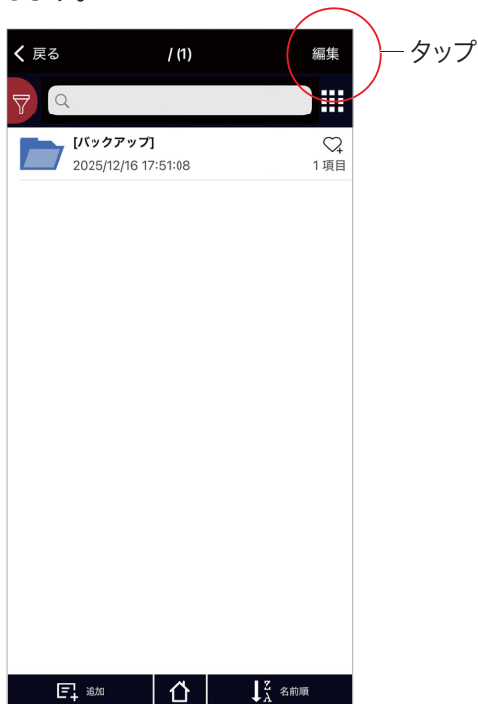 戻る / (1) 編集
タップ
[バックアップ]
2025/12/16 17:51:08
1 項目
追加 名前順